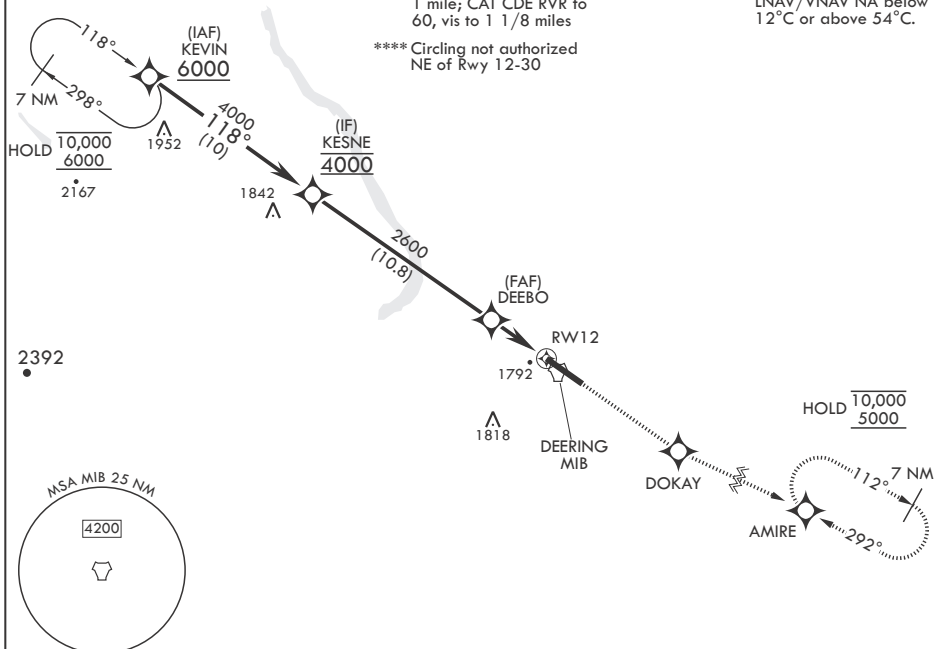 1 mile; CAT CDE RVR to
60, vis to 1 1/8 miles
**** Circling not authorized
NE of Rwy 12-30
LNAV/VNAV NA below
12°C or above 54°C.
118°
(IAF)
KEVIN
6000
7 NM
298°
HOLD 10,000
6000
2167
1952
4000
118°
(10)
(IF)
KESNE
4000
1842
2600
(10.8)
(FAF)
DEEBO
RW12
1792
2392
1818
DEERING
MIB
DOKAY
HOLD 10,000
5000
112°
7 NM
AMIRE
292°
MSA MIB 25 NM
4200